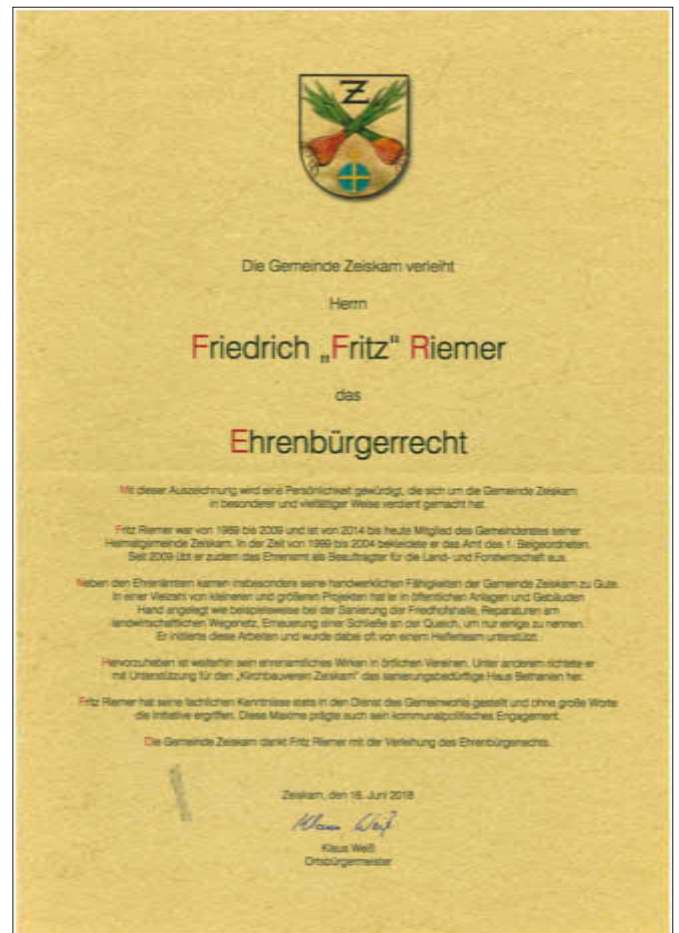 Z
Die Gemeinde Zeiskam verleiht
Herrn
Friedrich „Fritz" Riemer
das
Ehrenbürgerrecht
Mit dieser Auszeichnung wird eine Persönlichkeit gewürdigt, die sich um die Gemeinde Zeiskam
in besonderer und vielfältiger Weise verdient gemacht hat.
Fritz Riemer war von 1989 bis 2009 und ist von 2014 bis heute Mitglied des Gemeinderates seiner
Heimatgemeinde Zeiskam. In der Zeit von 1999 bis 2004 bekleidete er das Amt des 1. Beigeordneten.
Seit 2009 übt er zudem das Ehrenamt als Beauftragter für die Land- und Forstwirtschaft aus.
Neben den Ehrenämtern kamen insbesondere seine handwerklichen Fähigkeiten der Gemeinde Zeiskam zu Gute.
In einer Vielzahl von kleineren und größeren Projekten hat er in öffentlichen Anlagen und Gebäuden
Hand angelegt wie beispielsweise bei der Sanierung der Friedhofshalle, Reparaturen am
landwirtschaftlichen Wegenetz, Erneuerung einer Schließe an der Queich, um nur einige zu nennen.
Er initiierte diese Arbeiten und wurde dabei oft von einem Helferteam unterstützt.
Hervorzuheben ist weiterhin sein ehrenamtliches Wirken in örtlichen Vereinen. Unter anderem richtete er
mit Unterstützung für den „Kirchbauverein Zeiskam" das sanierungsbedürftige Haus Bethanien her.
Fritz Riemer hat seine fachlichen Kenntnisse stets in den Dienst des Gemeinwohls gestellt und ohne große Worte
die Initiative ergriffen. Diese Maxime prägte auch sein kommunalpolitisches Engagement.
Die Gemeinde Zeiskam dankt Fritz Riemer mit der Verleihung des Ehrenbürgerrechts.
Zeiskam, den 16. Juni 2018
Klaus Weiß
Klaus Weiß
Ortsbürgermeister